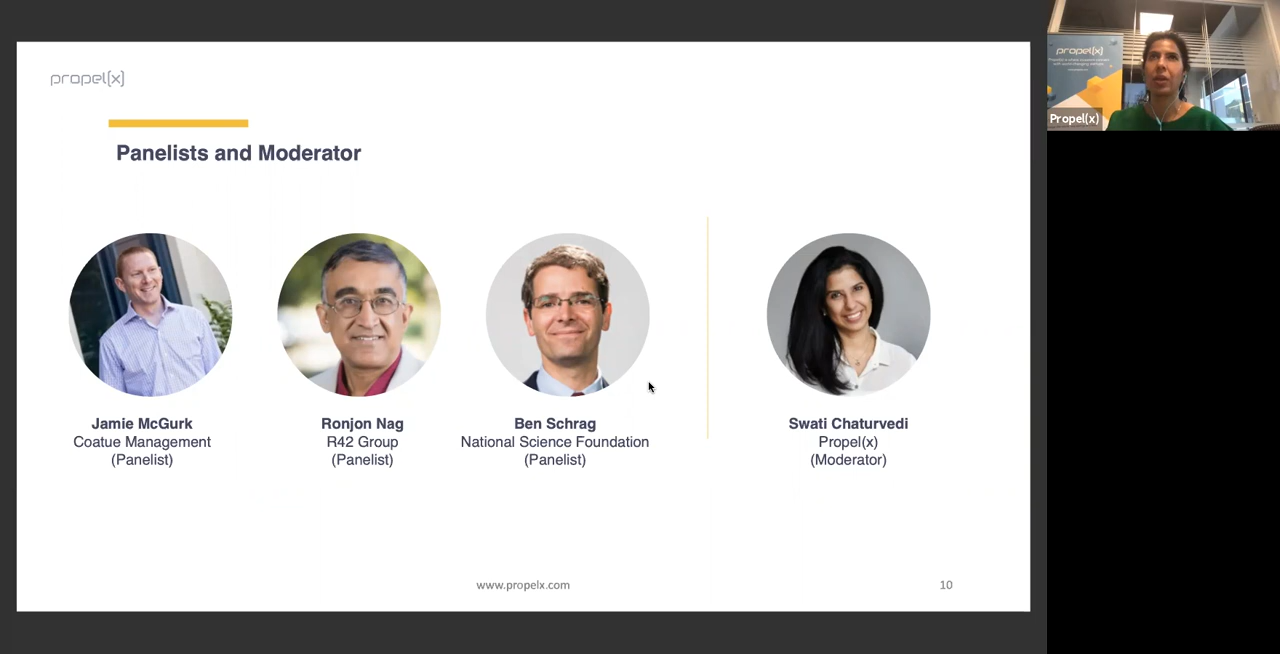 propel(x)
Panelists and Moderator
Jamie McGurk
Coatue Management
(Panelist)
Ronjon Nag
R42 Group
(Panelist)
Ben Schrag
National Science Foundation
(Panelist)
Swati Chaturvedi
Propel(x)
(Moderator)
www.propelx.com
10
propel(x)
Propel(x)